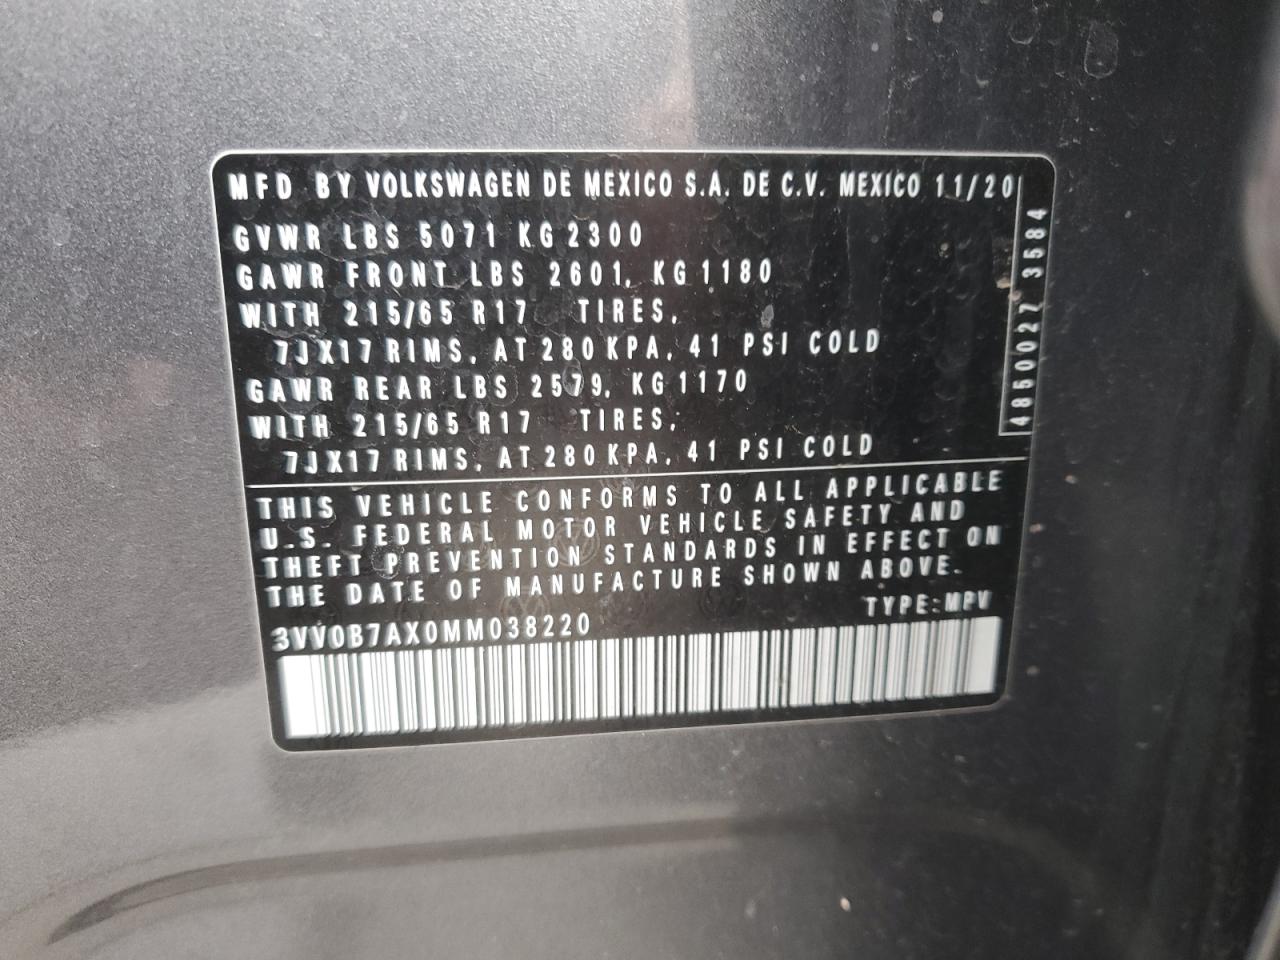 MFD BY VOLKSWAGEN DE MEXICO S.A. DE C.V. MEXICO 11/20
GVWR LBS 5071 KG 2300
GAWR FRONT LBS 2601, KG 1180
WITH 215/65 R17 TIRES,
7JX17 RIMS, AT 280 KPA, 41 PSI COLD
GAWR REAR LBS 2579, KG 1170
WITH 215/65 R17 TIRES;
7JX17 RIMS, AT 280 KPA, 41 PSI COLD
4850027 3584
THIS VEHICLE CONFORMS TO ALL APPLICABLE
U.S. FEDERAL MOTOR VEHICLE SAFETY AND
THEFT PREVENTION STANDARDS IN EFFECT ON
THE DATE OF MANUFACTURE SHOWN ABOVE.
TYPE:MPV
3VV0B7AX0MM038220